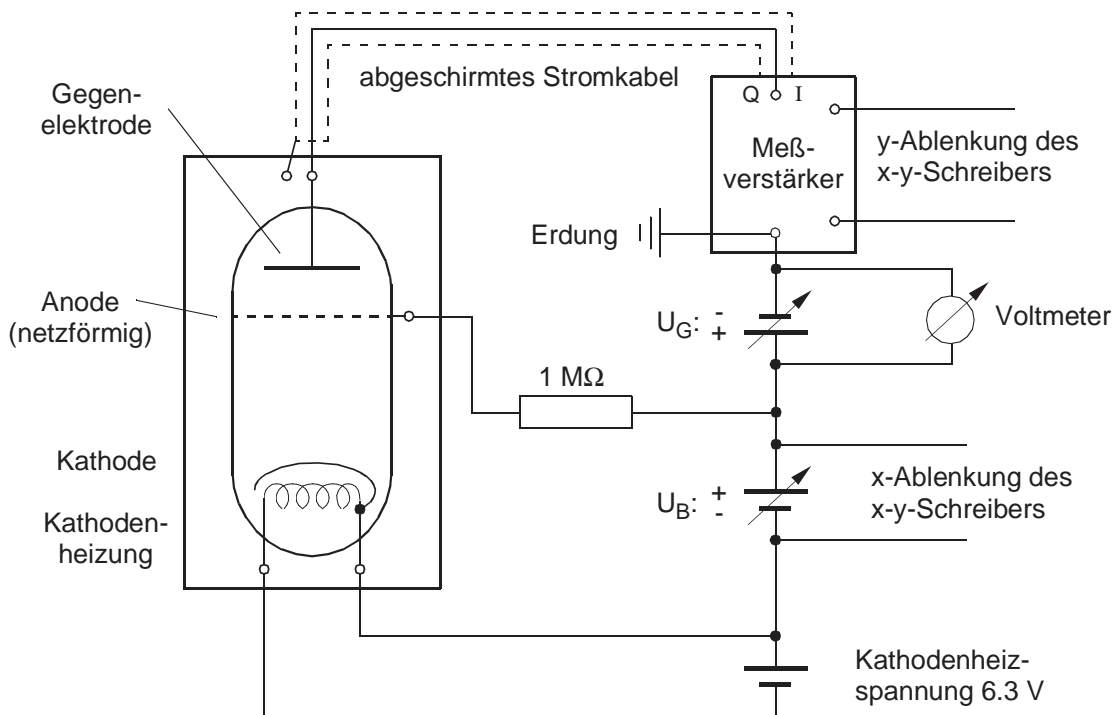 abgeschirmtes Stromkabel
Gegen-
elektrode
Q
I
Meß-
verstärker
y-Ablenkung des
x-y-Schreibers
Erdung
Anode
(netzförmig)
U_G: - +
Voltmeter
1 MΩ
Kathode
Kathoden-
heizung
U_B: + -
x-Ablenkung des
x-y-Schreibers
Kathodenheiz-
spannung 6.3 V